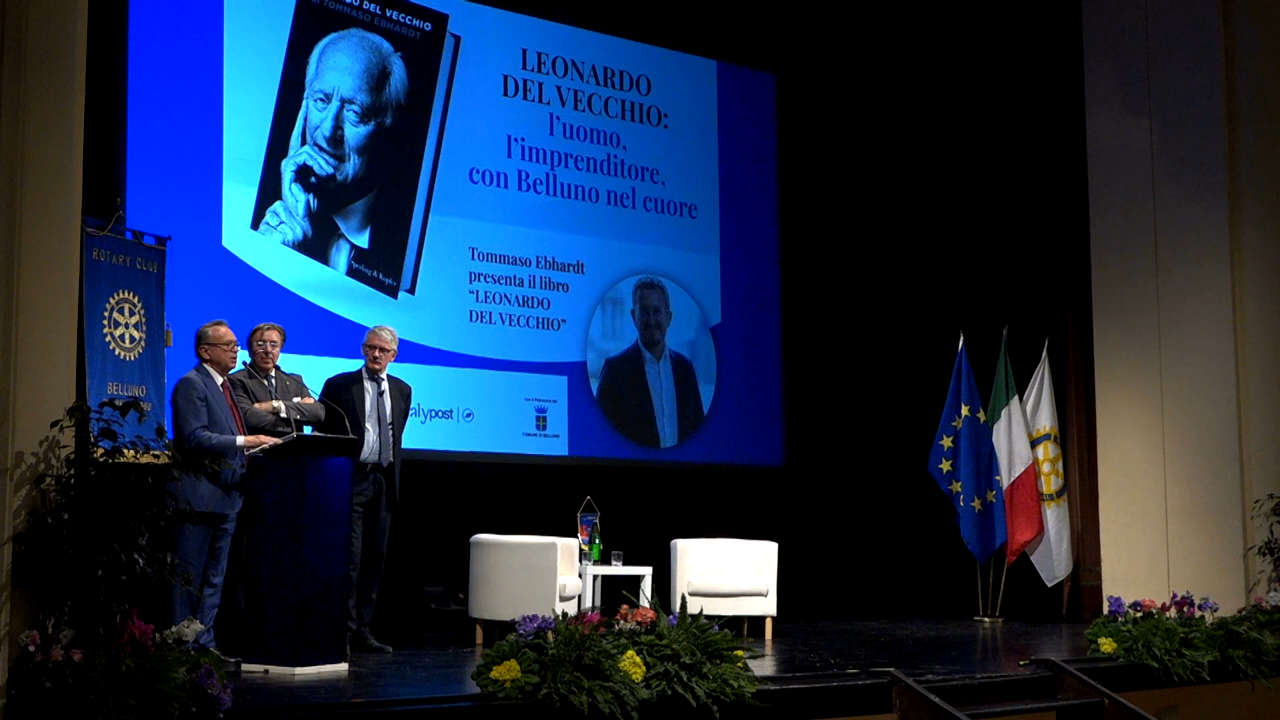 DEL VECCHIO
DI TOMMASO EBHARDT
Sperling & Kupfer
LEONARDO
DEL VECCHIO:
l'uomo,
l'imprenditore,
con Belluno nel cuore
Tommaso Ebhardt
presenta il libro
“LEONARDO
DEL VECCHIO”
ROTARY CLUB
BELLUNO
alypost
COMUNE DI BELLUNO